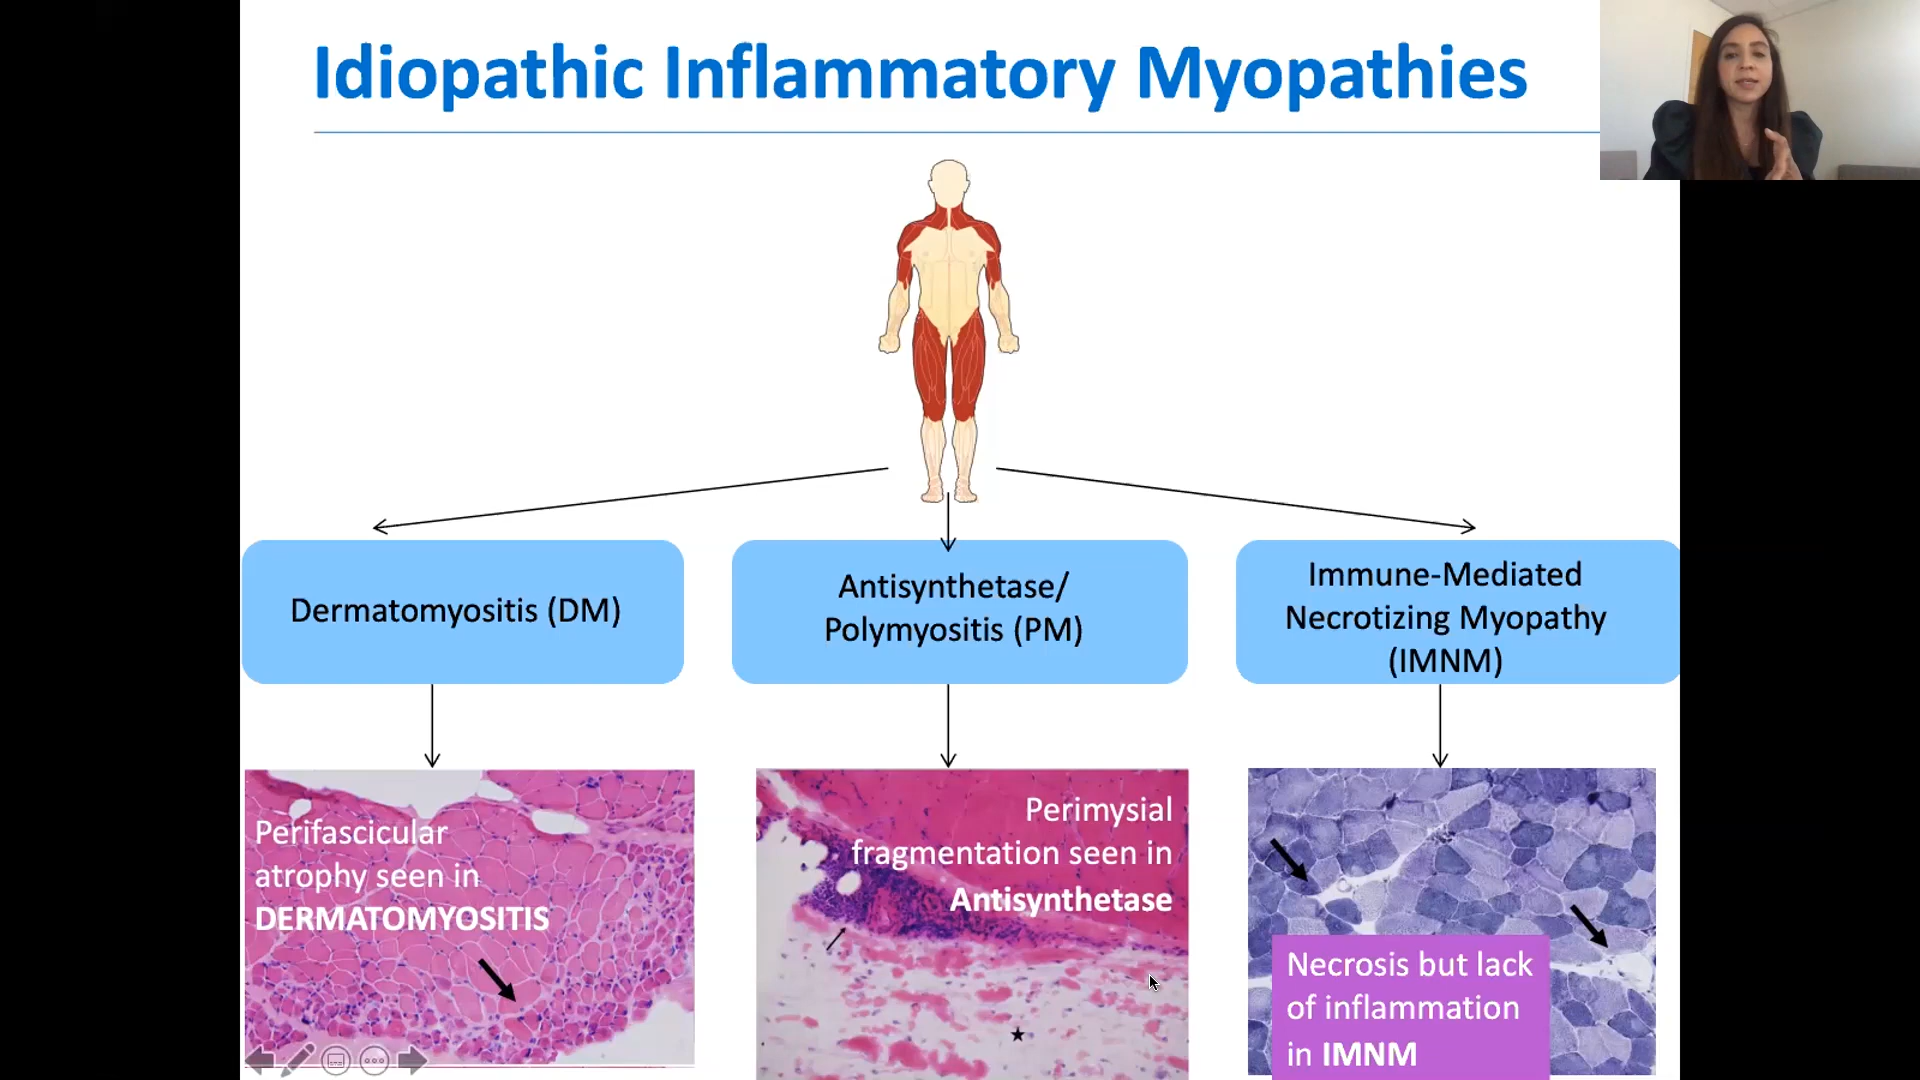 Idiopathic Inflammatory Myopathies
Dermatomyositis (DM)
Antisynthetase/
Polymyositis (PM)
Immune-Mediated
Necrotizing Myopathy
(IMNM)
Perifascicular
atrophy seen in
DERMATOMYOSITIS
Perimysial
fragmentation seen in
Antisynthetase
Necrosis but lack
of inflammation
in IMNM